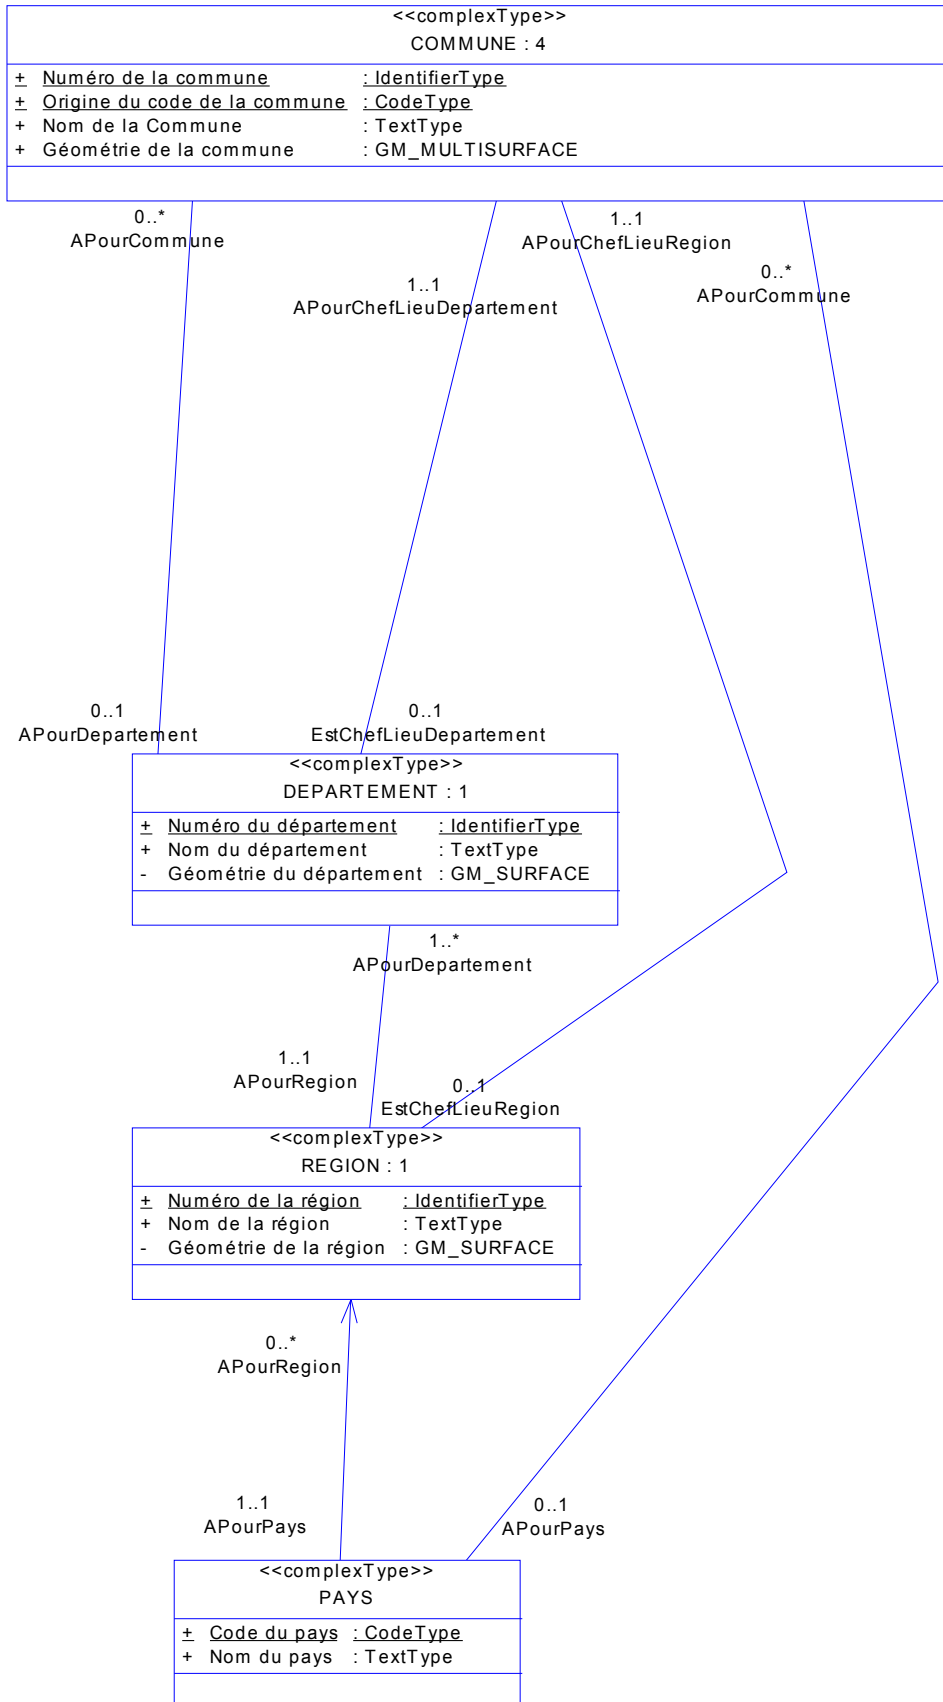 <<complexType>>
COMMUNE : 4
+ Numéro de la commune : IdentifierType
+ Origine du code de la commune : CodeType
+ Nom de la Commune : TextType
+ Géométrie de la commune : GM_MULTISURFACE
0..*
APourCommune
1..1
APourChefLieuRegion
1..1
APourChefLieuDepartement
0..*
APourCommune
0..1
APourDepartement
0..1
EstChefLieuDepartement
<<complexType>>
DEPARTEMENT : 1
+ Numéro du département : IdentifierType
+ Nom du département : TextType
- Géométrie du département : GM_SURFACE
1..*
APourDepartement
1..1
APourRegion
0..1
EstChefLieuRegion
<<complexType>>
REGION : 1
+ Numéro de la région : IdentifierType
+ Nom de la région : TextType
- Géométrie de la région : GM_SURFACE
0..*
APourRegion
1..1
APourPays
0..1
APourPays
<<complexType>>
PAYS
+ Code du pays : CodeType
+ Nom du pays : TextType